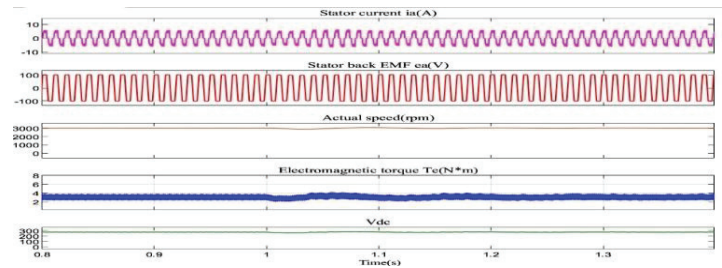 Stator current ia(A)
10
0
-10
Stator back EMF ea(V)
100
0
-100
Actual speed(rpm)
3000
2000
0
Electromagnetic torque Te(N*m)
8
6
4
2
Vdc
300
200
0
0.8 0.9 1 1.1 1.2 1.3
Time(s)